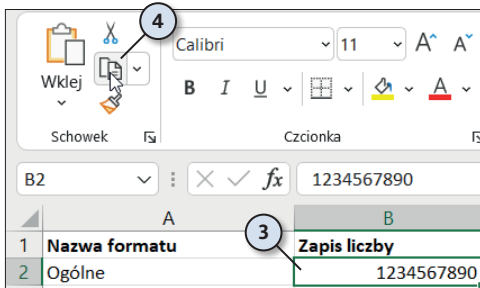 4
Calibri
11
A A
Wklej
B I U
A
Schowek
Czcionka
B2
fx
1234567890
A
B
3
1
Nazwa formatu
Zapis liczby
2
Ogólne
1234567890